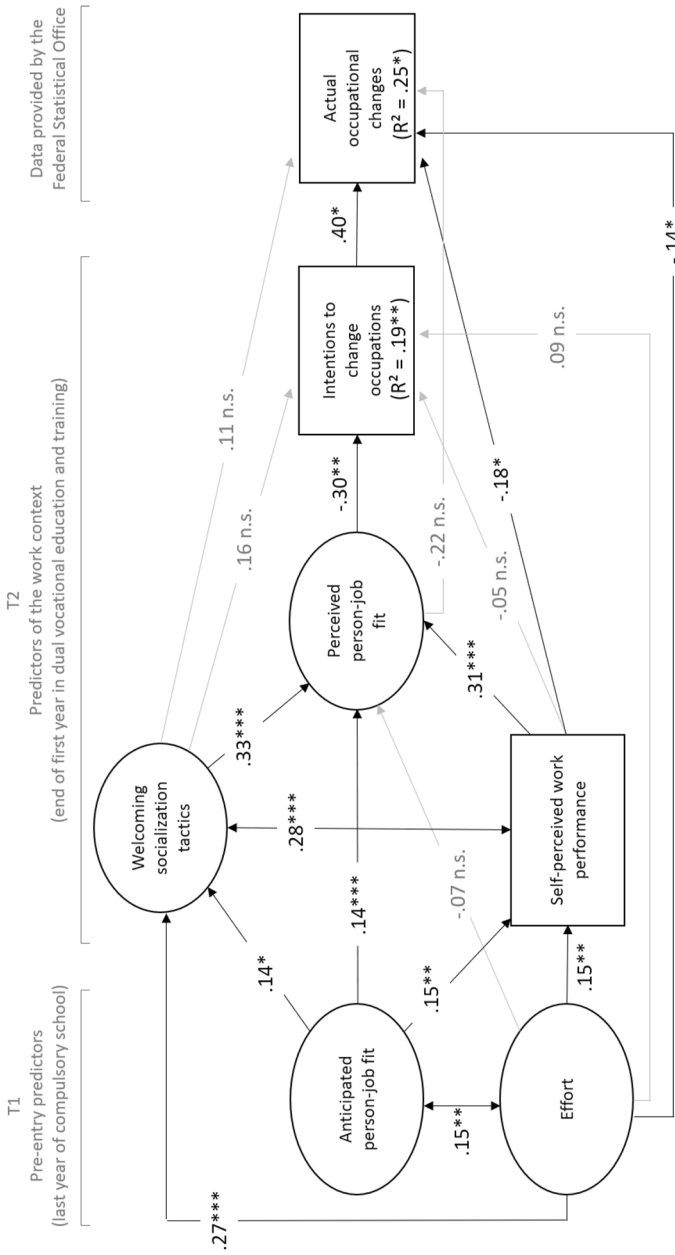 T1
Pre-entry predictors
(last year of compulsory school)
T2
Predictors of the work context
(end of first year in dual vocational education and training)
Data provided by the
Federal Statistical Office
.27***
Welcoming
socialization
tactics
.11 n.s.
.16 n.s.
.14*
.33***
.28***
Anticipated
person-job fit
.14***
Perceived
person-job
fit
-.30**
Intentions to
change
occupations
(R² = .19**)
.40*
Actual
occupational
changes
(R² = .25*)
.15**
.15**
-.07 n.s.
.31***
-.22 n.s.
-.05 n.s.
-.18*
.09 n.s.
Effort
.15**
Self-perceived work
performance
-.14*